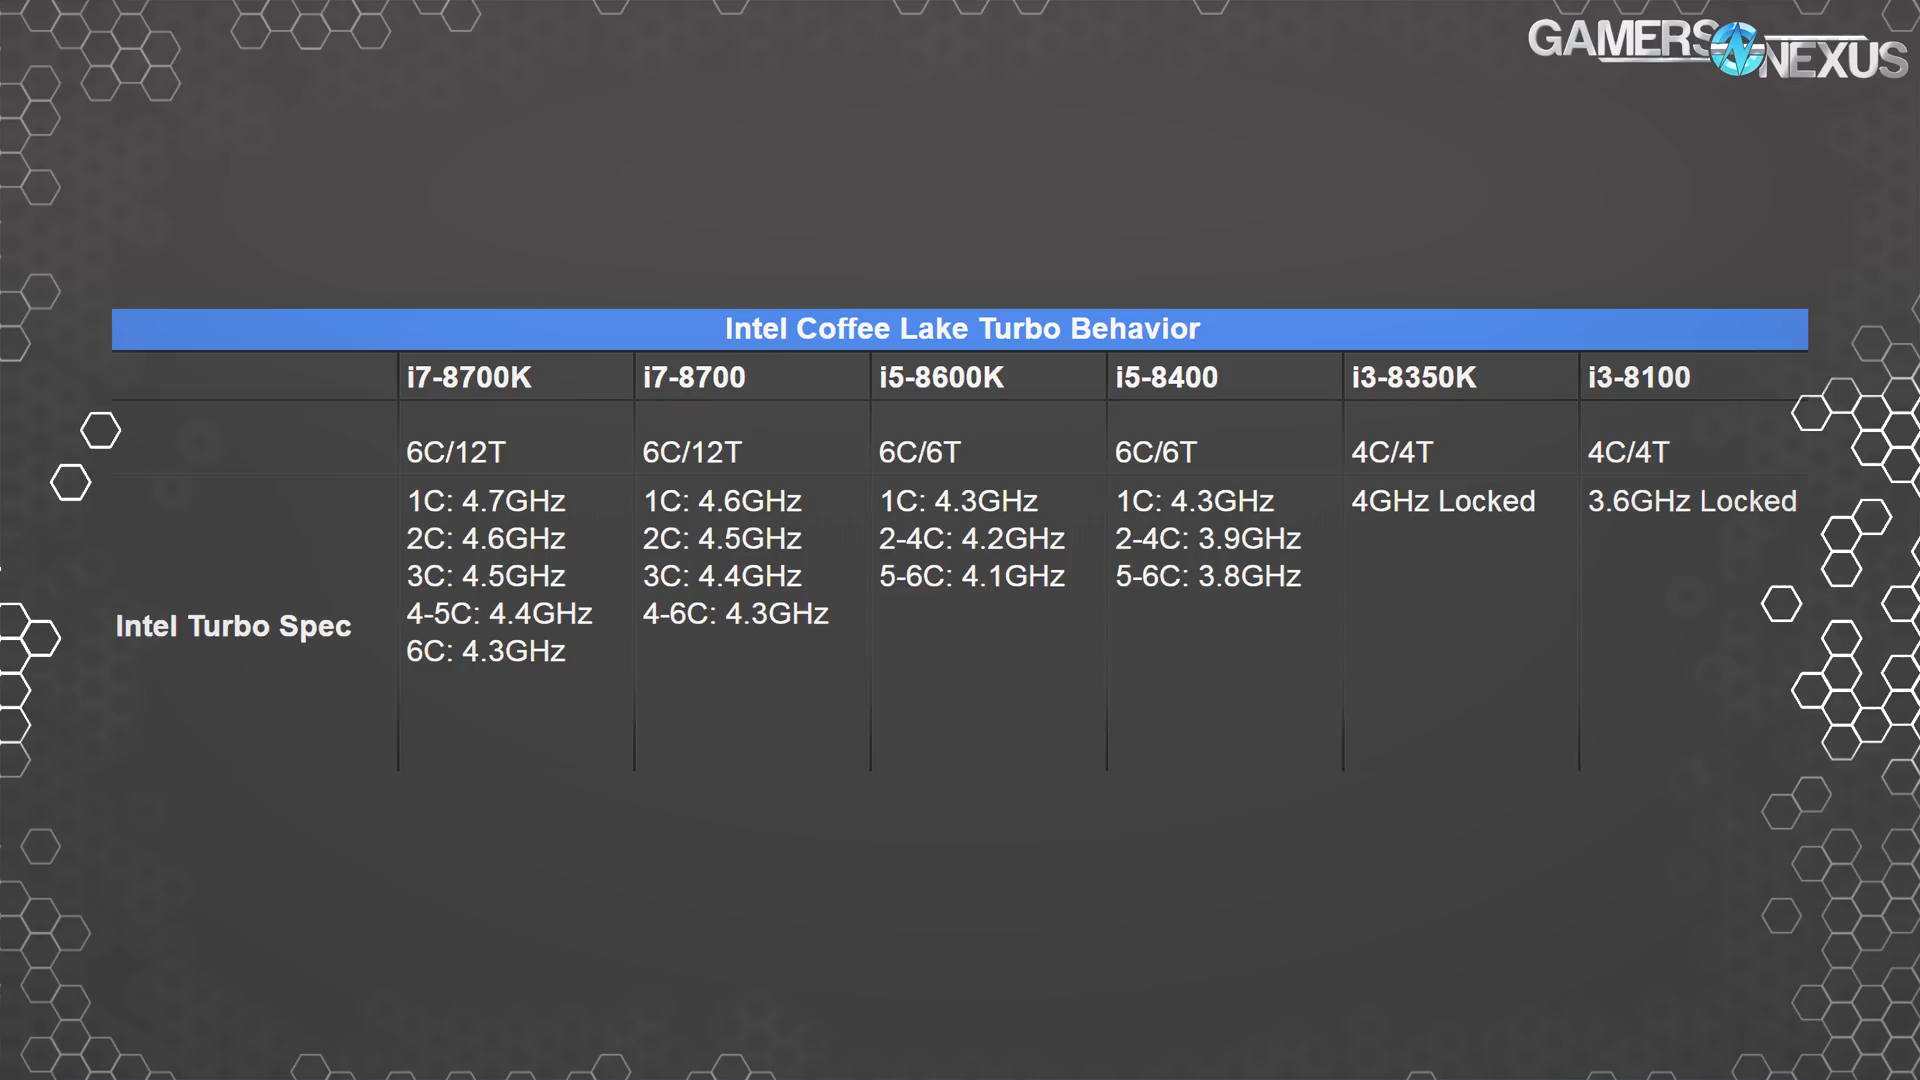 GAMERS NEXUS
Intel Coffee Lake Turbo Behavior
i7-8700K i7-8700 i5-8600K i5-8400 i3-8350K i3-8100
6C/12T 6C/12T 6C/6T 6C/6T 4C/4T 4C/4T
Intel Turbo Spec
1C: 4.7GHz
2C: 4.6GHz
3C: 4.5GHz
4-5C: 4.4GHz
6C: 4.3GHz
1C: 4.6GHz
2C: 4.5GHz
3C: 4.4GHz
4-6C: 4.3GHz
1C: 4.3GHz
2-4C: 4.2GHz
5-6C: 4.1GHz
1C: 4.3GHz
2-4C: 3.9GHz
5-6C: 3.8GHz
4GHz Locked
3.6GHz Locked